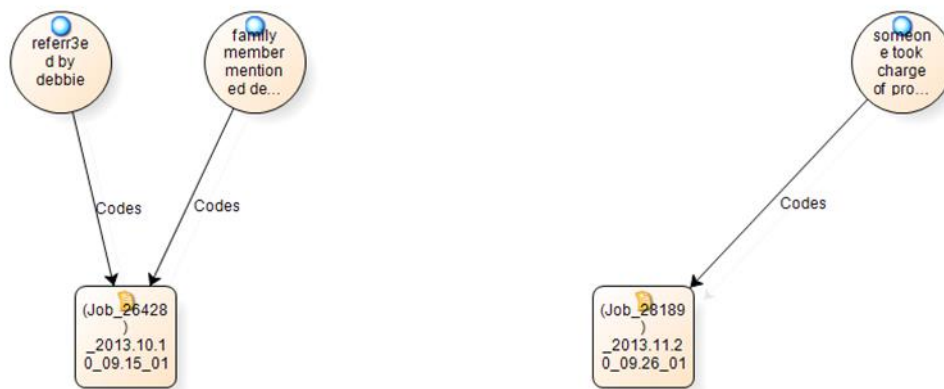 referr3e
d by
debbie
family
member
mention
ed de...
someon
e took
charge
of pro...
Codes
Codes
Codes
(Job_26428
)
_2013.10.1
0_09.15_01
(Job_28189
)
_2013.11.2
0_09.26_01